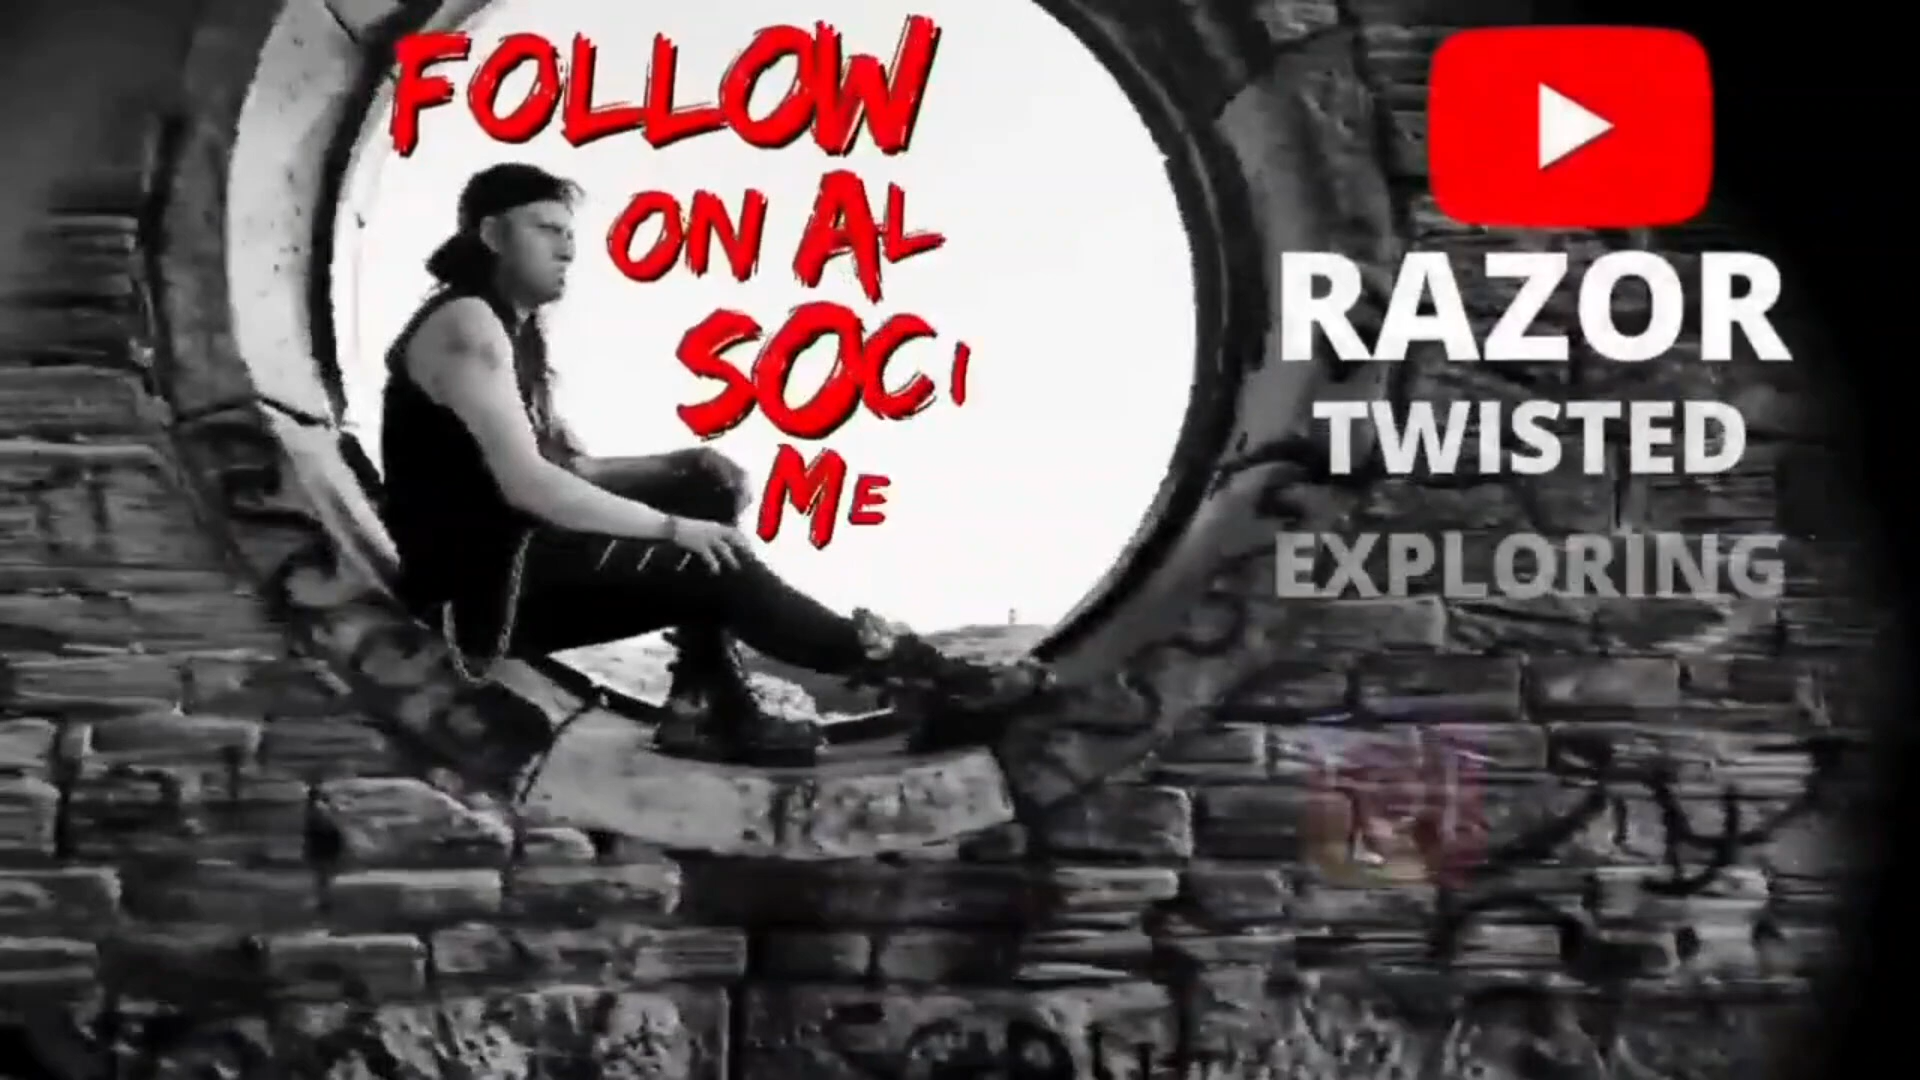 FOLLOW
ON AL
SOCI
ME
RAZOR
TWISTED
EXPLORING